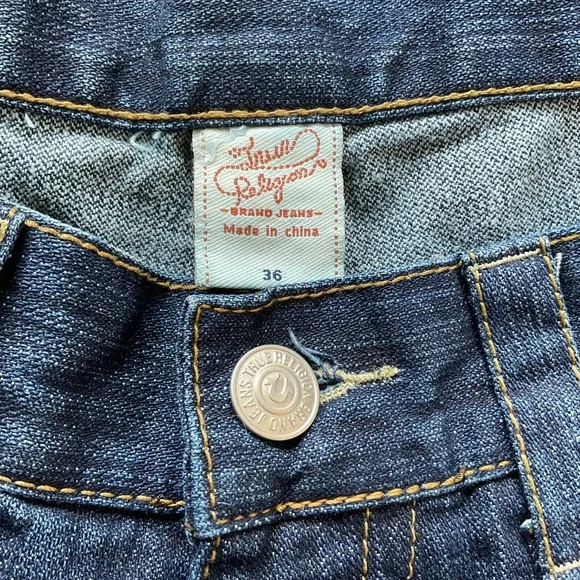 True
Religion
BRAND JEANS
Made in china
36
TRUE RELIGION BRAND JEANS